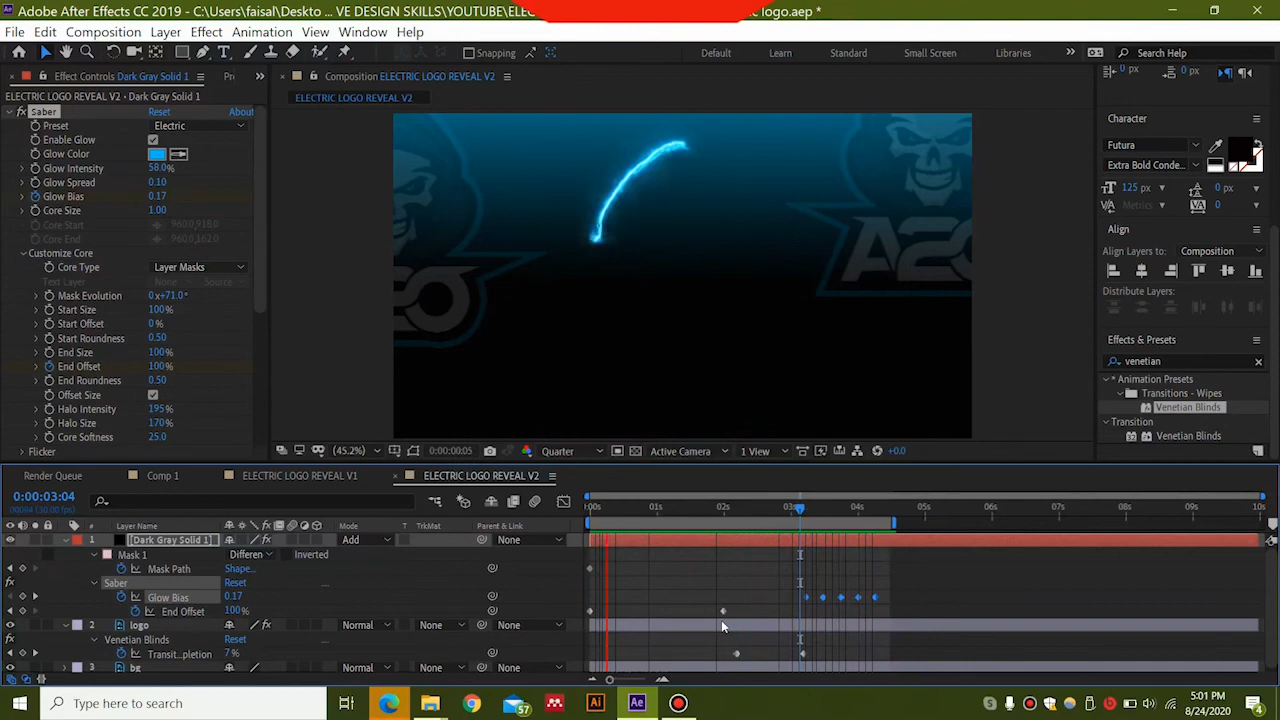 Adobe After Effects CC 2019 - C:\Users\faisal\Deskto ... VE DESIGN SKILLS\YOUTUBE\ELEC
ic logo.aep *
File Edit Composition Layer Effect Animation View Window Help
Snapping
Default Learn Standard Small Screen Libraries
Search Help
Effect Controls Dark Gray Solid 1
Composition ELECTRIC LOGO REVEAL V2
0 px 0 px
ELECTRIC LOGO REVEAL V2 • Dark Gray Solid 1
ELECTRIC LOGO REVEAL V2
fx Saber Reset About
Preset Electric
Enable Glow
Glow Color
Glow Intensity 58.0%
Glow Spread 0.10
Glow Bias 0.17
Core Size 1.00
Core Start 960.0,918.0
Core End 960.0,162.0
Customize Core
Core Type Layer Masks
Text Layer None Source
Mask Evolution 0x+71.0°
Start Size 100%
Start Offset 0%
Start Roundness 0.50
End Size 100%
End Offset 100%
End Roundness 0.50
Offset Size
Halo Intensity 195%
Halo Size 170%
Core Softness 25.0
Flicker
Character
Futura
Extra Bold Conde...
125 px 0 px
Metrics 0
Align
Align Layers to: Composition
Distribute Layers:
Effects & Presets
venetian
* Animation Presets
Transitions - Wipes
Venetian Blinds
Transition
Venetian Blinds
(45.2%) 0:00:00:05 Quarter Active Camera 1 View +0.0
Render Queue Comp 1 ELECTRIC LOGO REVEAL V1 ELECTRIC LOGO REVEAL V2
0:00:03:04
00094 (30.00 fps)
# Layer Name Mode T TrkMat Parent & Link
01s 02s 03s 04s 05s 06s 07s 08s 09s 10s
1 [Dark Gray Solid 1] Add None
Mask 1 Differen Inverted
Mask Path Shape...
Saber Reset
Glow Bias 0.17
End Offset 100%
2 logo Normal None
Venetian Blinds Reset
Transit...pletion 7%
3 bg Normal None
Type here to search
57
5:01 PM
8/24/2020
4